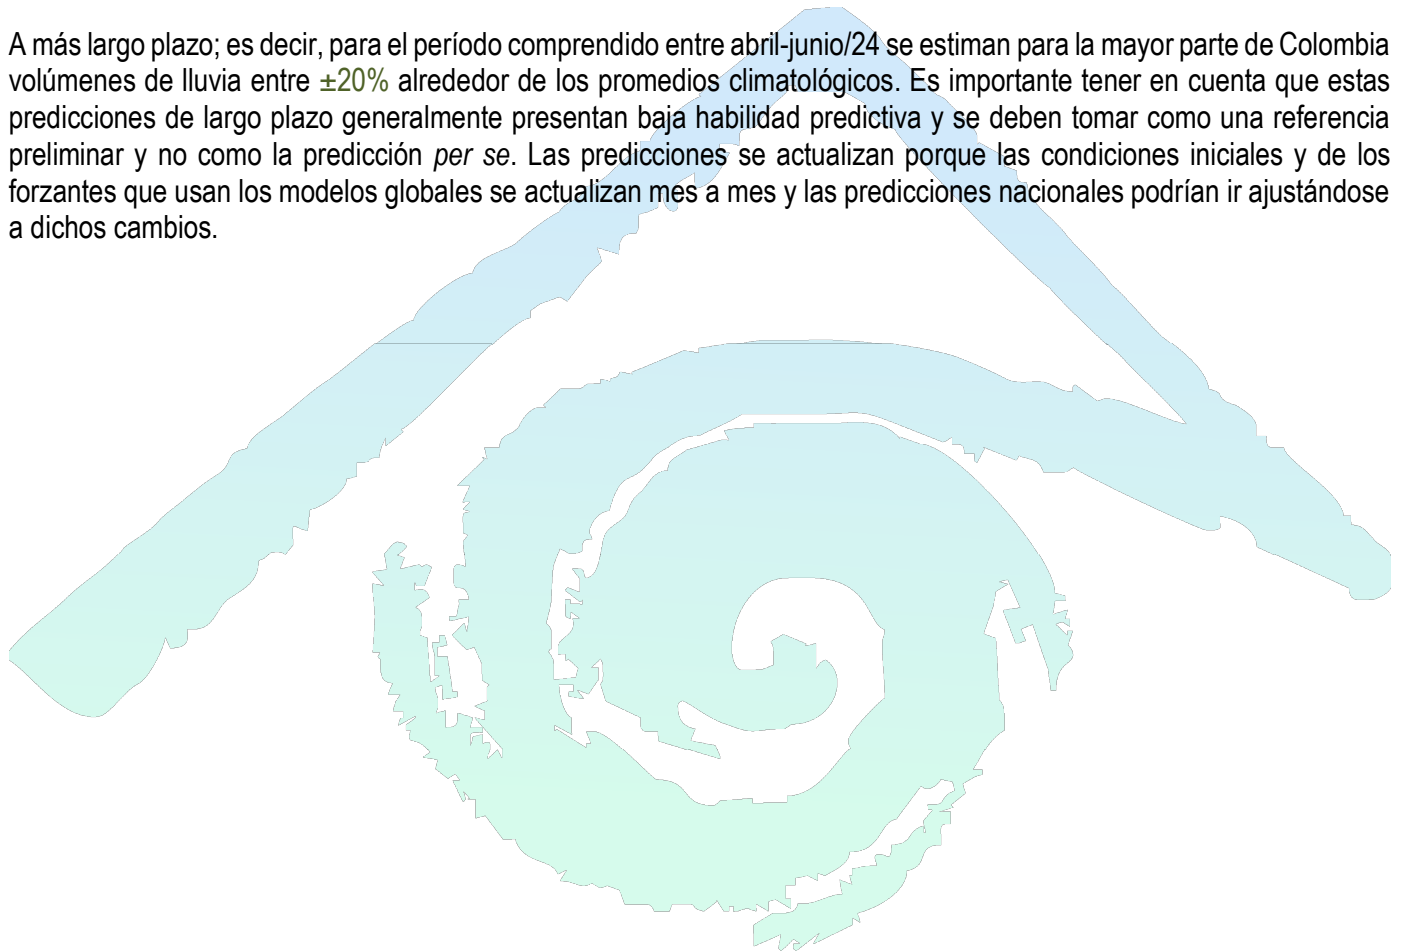 A más largo plazo; es decir, para el período comprendido entre abril-junio/24 se estiman para la mayor parte de Colombia
volúmenes de lluvia entre ±20% alrededor de los promedios climatológicos. Es importante tener en cuenta que estas
predicciones de largo plazo generalmente presentan baja habilidad predictiva y se deben tomar como una referencia
preliminar y no como la predicción per se. Las predicciones se actualizan porque las condiciones iniciales y de los
forzantes que usan los modelos globales se actualizan mes a mes y las predicciones nacionales podrían ir ajustándose
a dichos cambios.